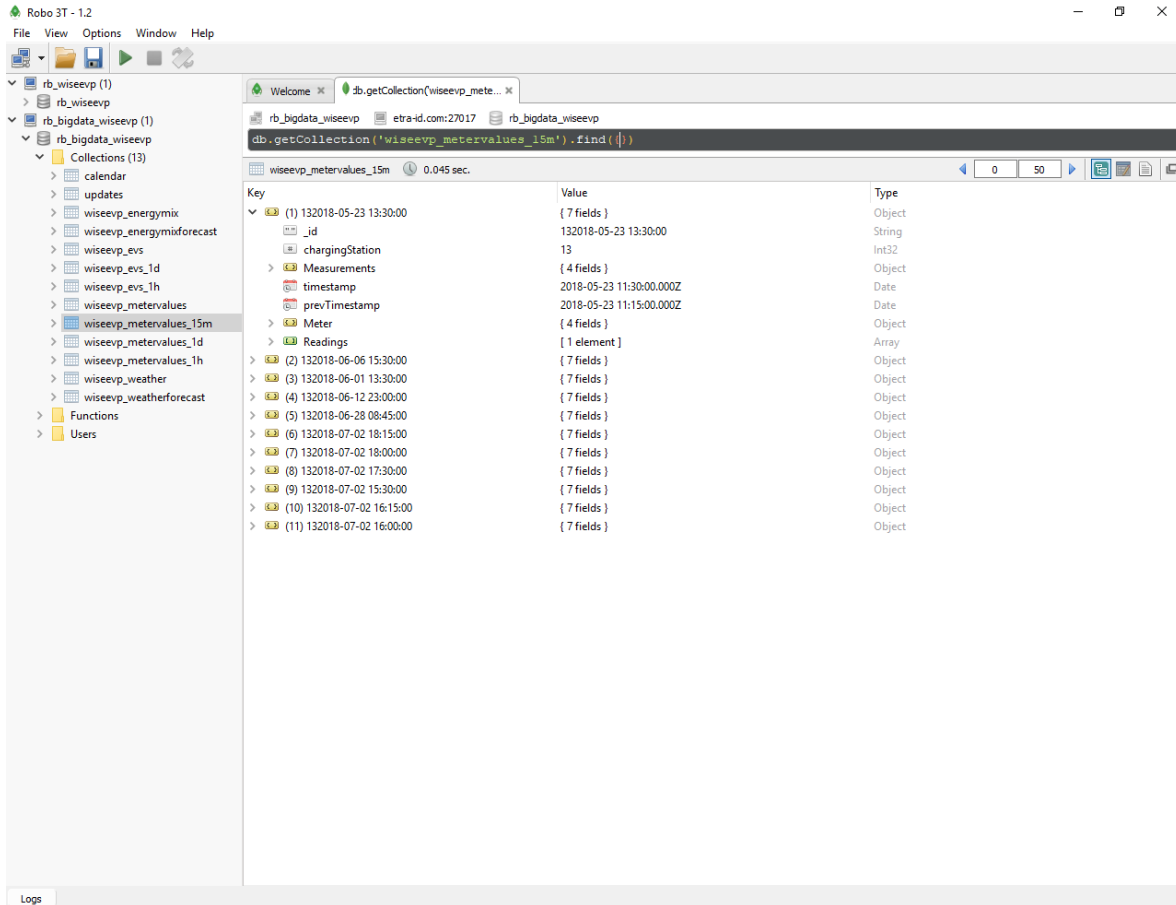 Robo 3T - 1.2
File View Options Window Help
rb_wiseevp (1)
rb_wiseevp
rb_bigdata_wiseevp (1)
rb_bigdata_wiseevp
Collections (13)
calendar
updates
wiseevp_energymix
wiseevp_energymixforecast
wiseevp_evs
wiseevp_evs_1d
wiseevp_evs_1h
wiseevp_metervalues
wiseevp_metervalues_15m
wiseevp_metervalues_1d
wiseevp_metervalues_1h
wiseevp_weather
wiseevp_weatherforecast
Functions
Users
Welcome db.getCollection('wiseevp_mete...
rb_bigdata_wiseevp etra-id.com:27017 rb_bigdata_wiseevp
db.getCollection('wiseevp_metervalues_15m').find({})
wiseevp_metervalues_15m 0.045 sec. 0 50
Key Value Type
(1) 132018-05-23 13:30:00 { 7 fields } Object
_id 132018-05-23 13:30:00 String
chargingStation 13 Int32
Measurements { 4 fields } Object
timestamp 2018-05-23 11:30:00.000Z Date
prevTimestamp 2018-05-23 11:15:00.000Z Date
Meter { 4 fields } Object
Readings [ 1 element ] Array
(2) 132018-06-06 15:30:00 { 7 fields } Object
(3) 132018-06-01 13:30:00 { 7 fields } Object
(4) 132018-06-12 23:00:00 { 7 fields } Object
(5) 132018-06-28 08:45:00 { 7 fields } Object
(6) 132018-07-02 18:15:00 { 7 fields } Object
(7) 132018-07-02 18:00:00 { 7 fields } Object
(8) 132018-07-02 17:30:00 { 7 fields } Object
(9) 132018-07-02 15:30:00 { 7 fields } Object
(10) 132018-07-02 16:15:00 { 7 fields } Object
(11) 132018-07-02 16:00:00 { 7 fields } Object
Logs